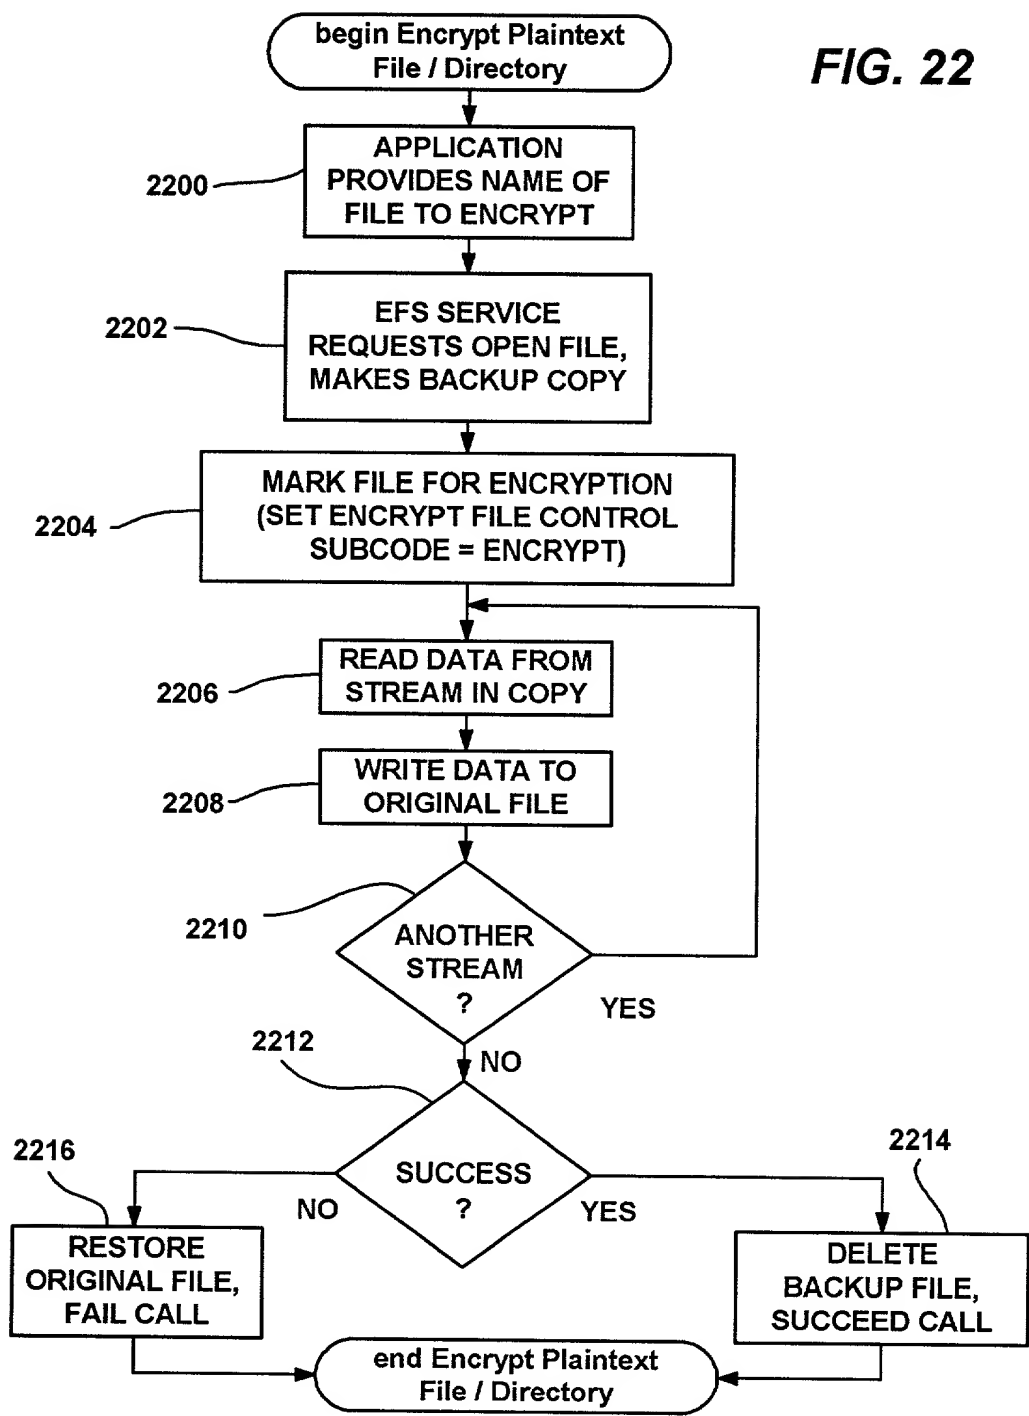 begin Encrypt Plaintext
File / Directory
FIG. 22
APPLICATION
PROVIDES NAME OF
FILE TO ENCRYPT
2200
EFS SERVICE
REQUESTS OPEN FILE,
MAKES BACKUP COPY
2202
MARK FILE FOR ENCRYPTION
(SET ENCRYPT FILE CONTROL
SUBCODE = ENCRYPT)
2204
READ DATA FROM
STREAM IN COPY
2206
WRITE DATA TO
ORIGINAL FILE
2208
2210
ANOTHER
STREAM
?
YES
NO
2212
SUCCESS
?
NO
YES
2216
RESTORE
ORIGINAL FILE,
FAIL CALL
2214
DELETE
BACKUP FILE,
SUCCEED CALL
end Encrypt Plaintext
File / Directory